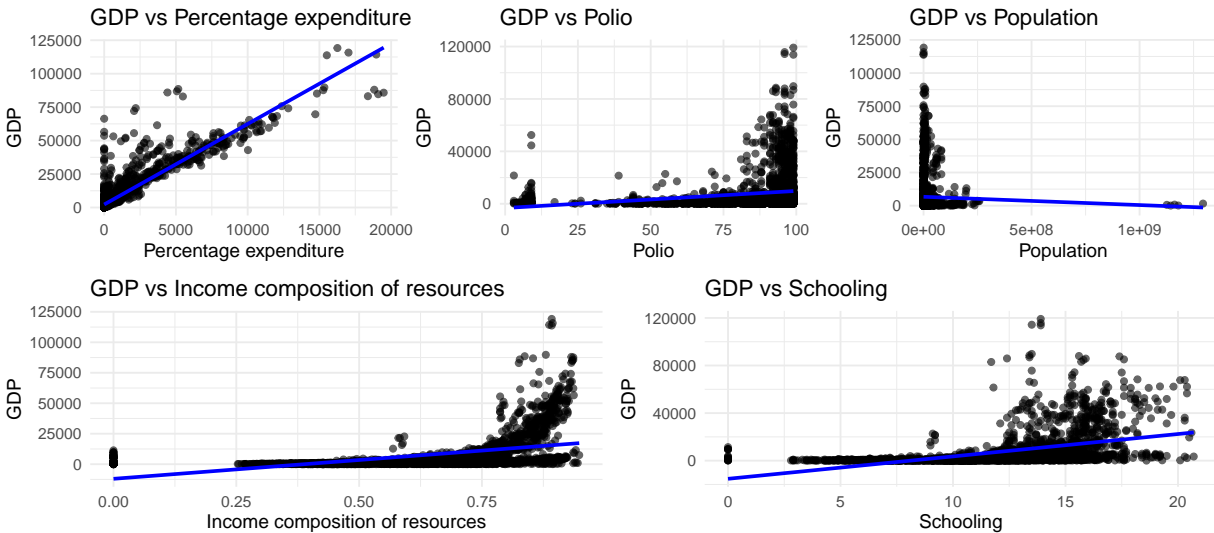 GDP vs Percentage expenditure
125000
100000
75000
50000
25000
0
GDP
0 5000 10000 15000 20000
Percentage expenditure
GDP vs Polio
120000
80000
40000
0
GDP
0 25 50 75 100
Polio
GDP vs Population
125000
100000
75000
50000
25000
0
GDP
0e+00 5e+08 1e+09
Population
GDP vs Income composition of resources
125000
100000
75000
50000
25000
0
GDP
0.00 0.25 0.50 0.75
Income composition of resources
GDP vs Schooling
120000
80000
40000
0
GDP
0 5 10 15 20
Schooling